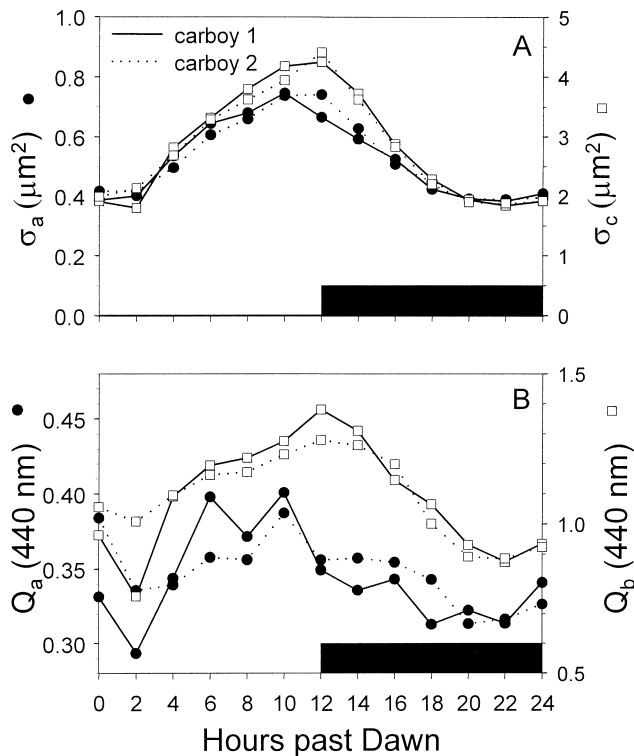 A
carboy 1
carboy 2
1.0
0.8
0.6
0.4
0.2
0.0
σa (μm²)
5
4
3
2
1
0
σc (μm²)
B
0.45
0.40
0.35
0.30
Qa (440 nm)
1.5
1.0
0.5
Qb (440 nm)
0 2 4 6 8 10 12 14 16 18 20 22 24
Hours past Dawn